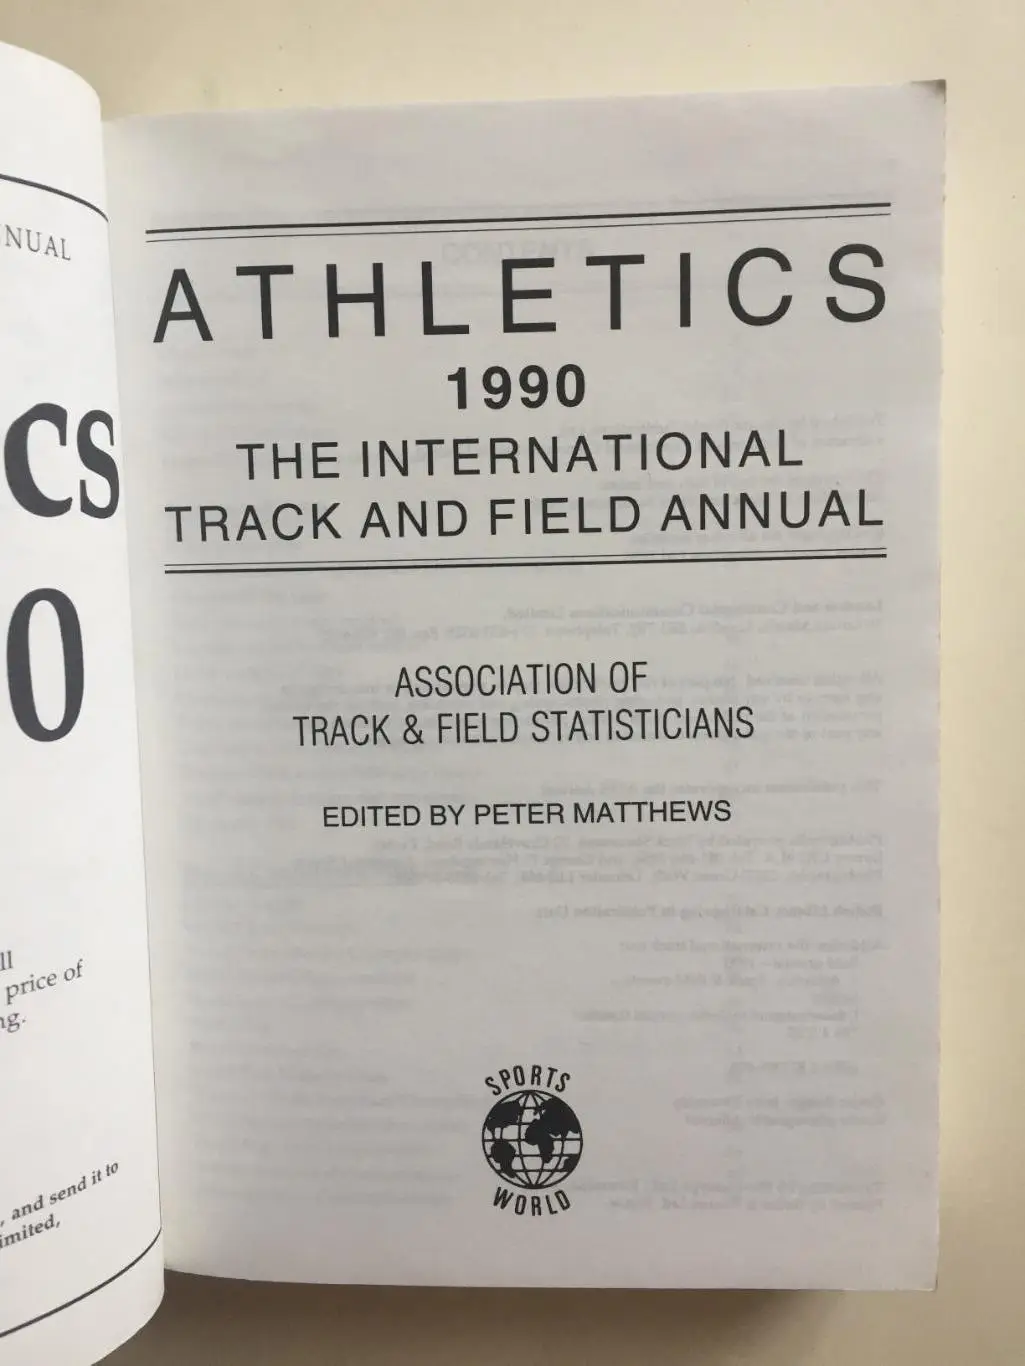 NUAL
cs
0
ll
price of
ng.
, and send it to
imited,
ATHLETICS
1990
THE INTERNATIONAL
TRACK AND FIELD ANNUAL
ASSOCIATION OF
TRACK & FIELD STATISTICIANS
EDITED BY PETER MATTHEWS
SPORTS
WORLD